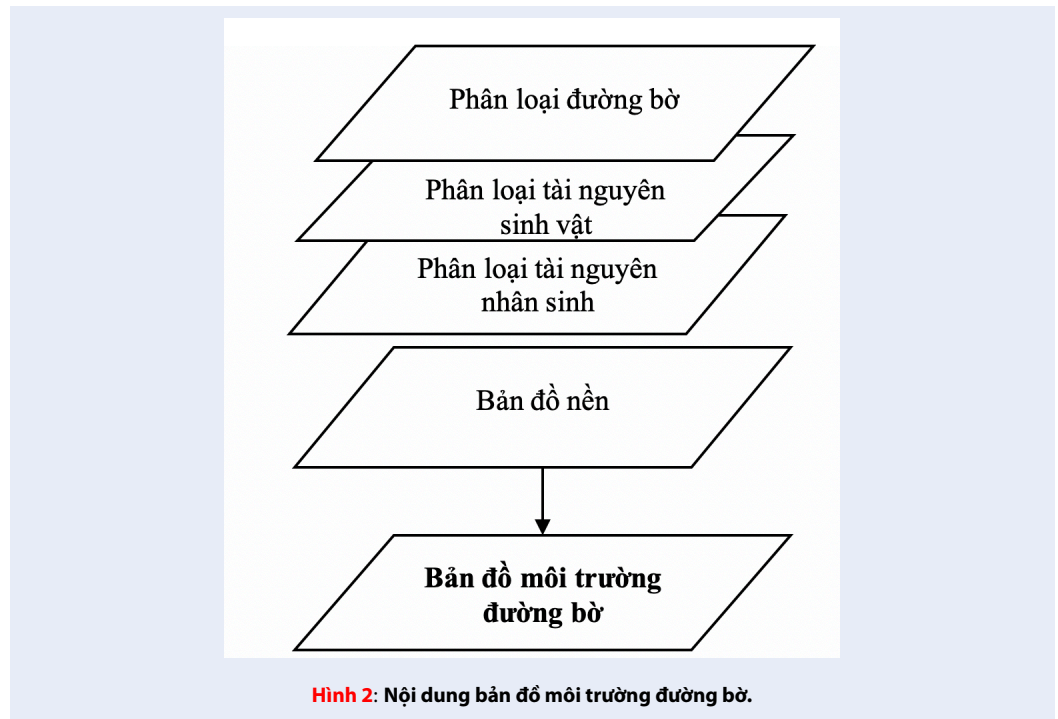 Phân loại đường bờ
Phân loại tài nguyên
sinh vật
Phân loại tài nguyên
nhân sinh
Bản đồ nền
Bản đồ môi trường
đường bờ
Hình 2: Nội dung bản đồ môi trường đường bờ.